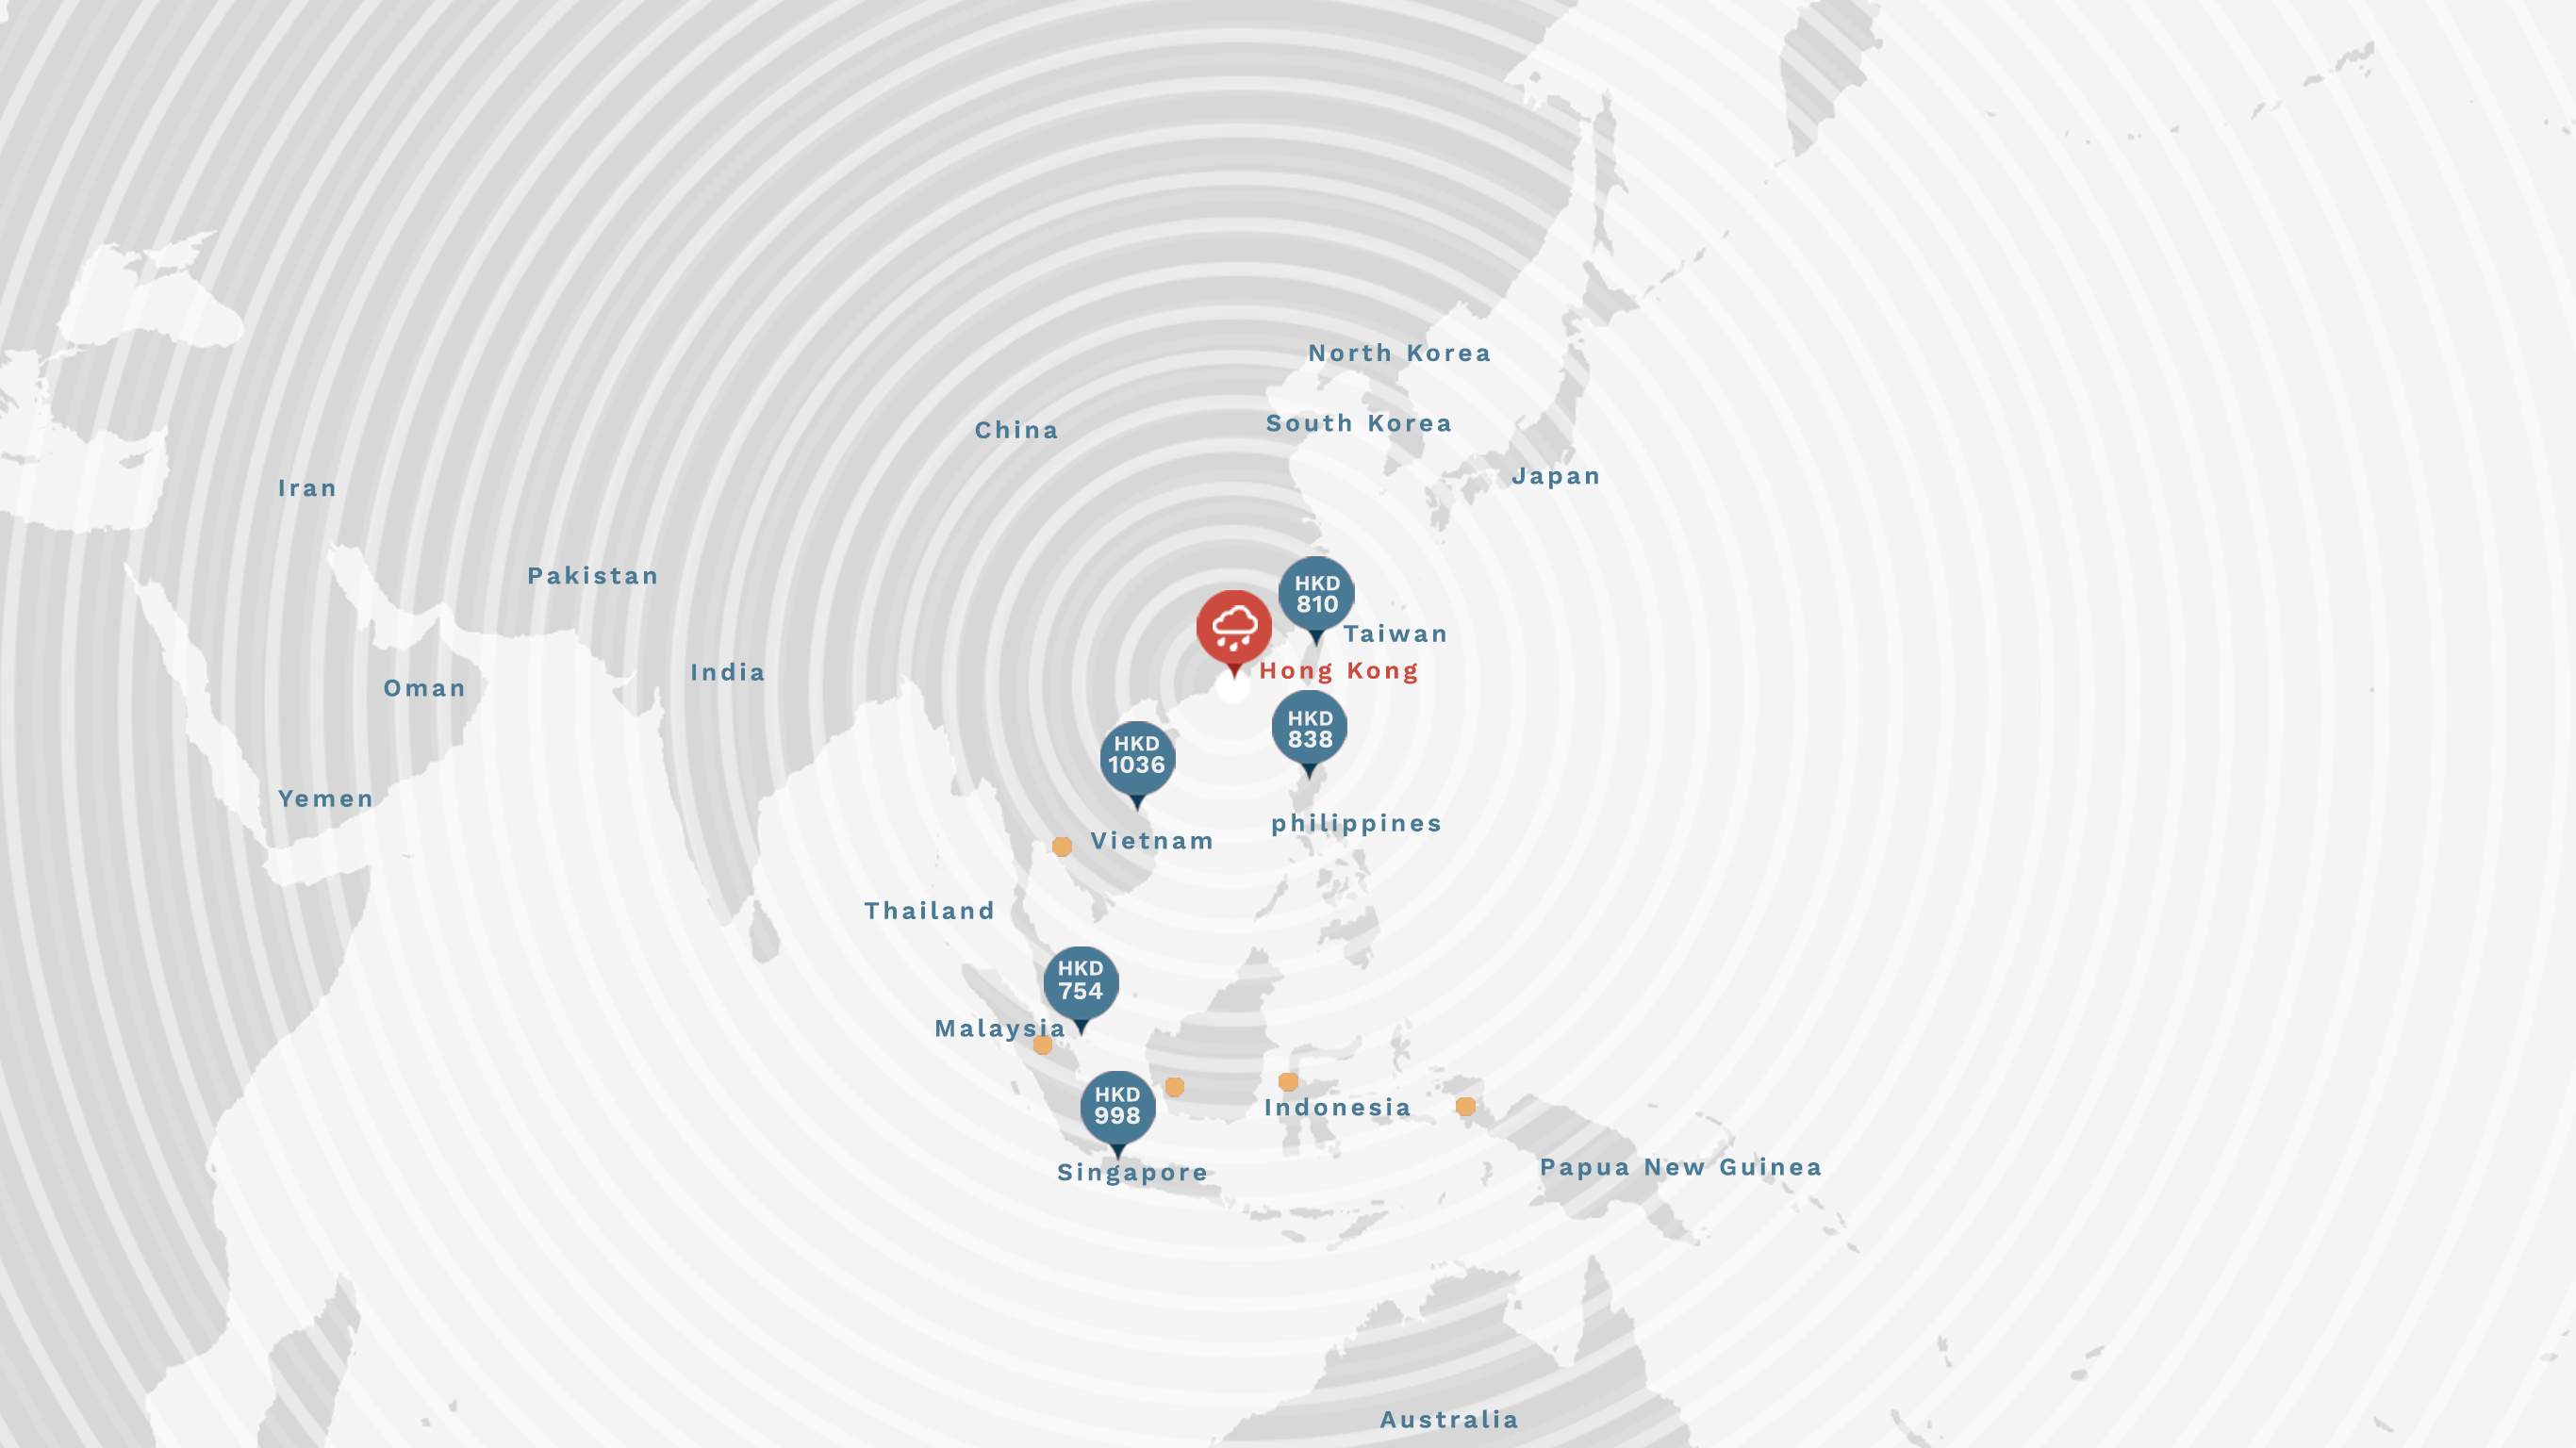 North Korea
South Korea
China
Japan
Iran
Pakistan
HKD
810
Taiwan
Hong Kong
India
Oman
HKD
838
HKD
1036
Yemen
philippines
Vietnam
Thailand
HKD
754
Malaysia
HKD
998
Indonesia
Singapore
Papua New Guinea
Australia